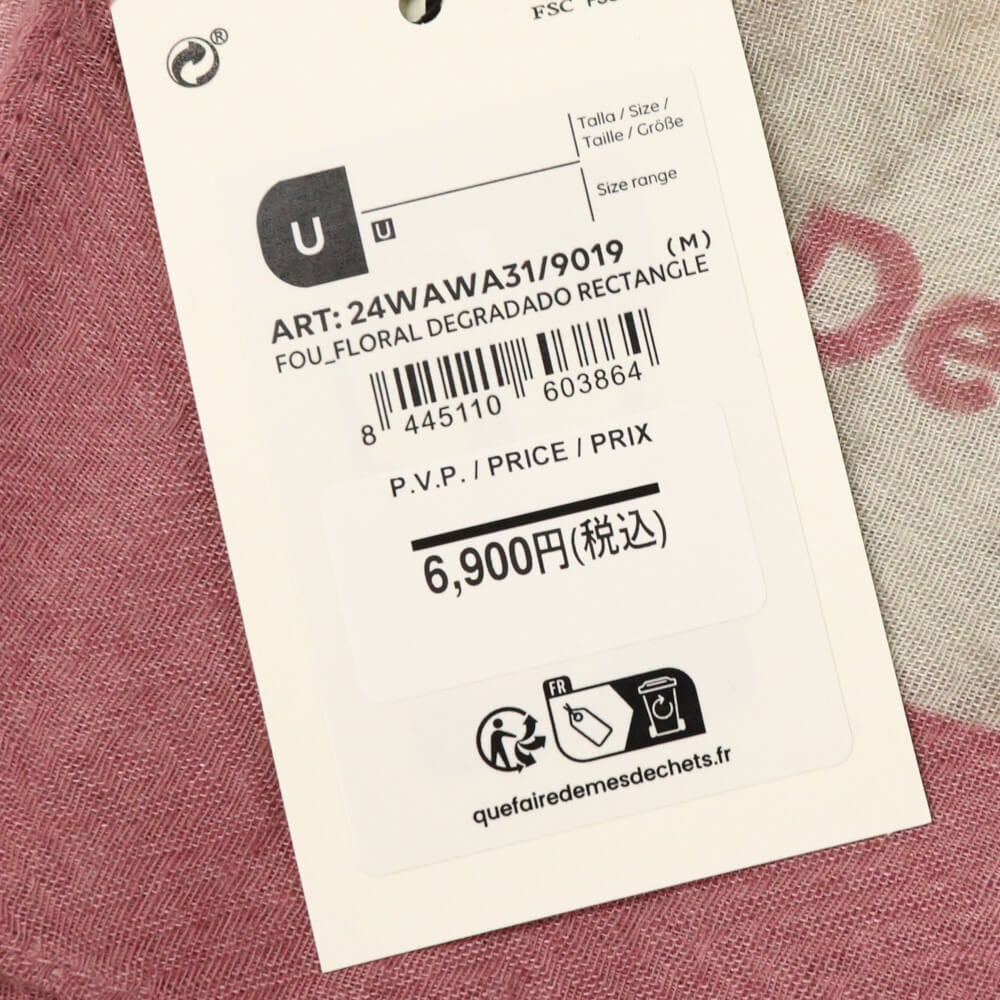 FSC
®
Talla / Size /
Taille / Größe
Size range
U
U
ART: 24WAWA31/9019 (M)
FOU_FLORAL DEGRADADO RECTANGLE
8 445110 603864
P.V.P. / PRICE / PRIX
6,900円(税込)
FR
quefairedemesdechets.fr
De